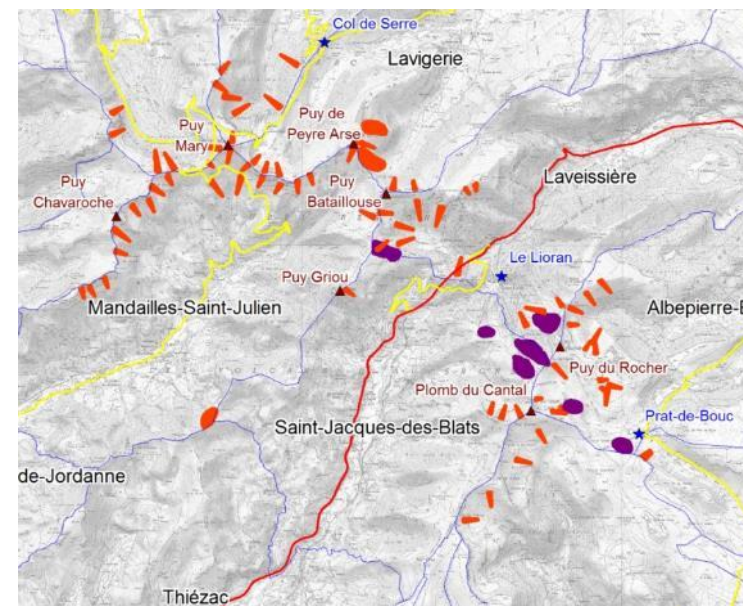 Col de Serre
Lavigerie
Puy de
Peyre Arse
Puy
Mary
Puy
Chavaroche
Puy
Bataillouse
Laveissière
Le Lioran
Puy Griou
Mandailles-Saint-Julien
Albepierre-B
Puy du Rocher
Plomb du Cantal
Prat-de-Bouc
Saint-Jacques-des-Blats
de-Jordanne
Thiézac